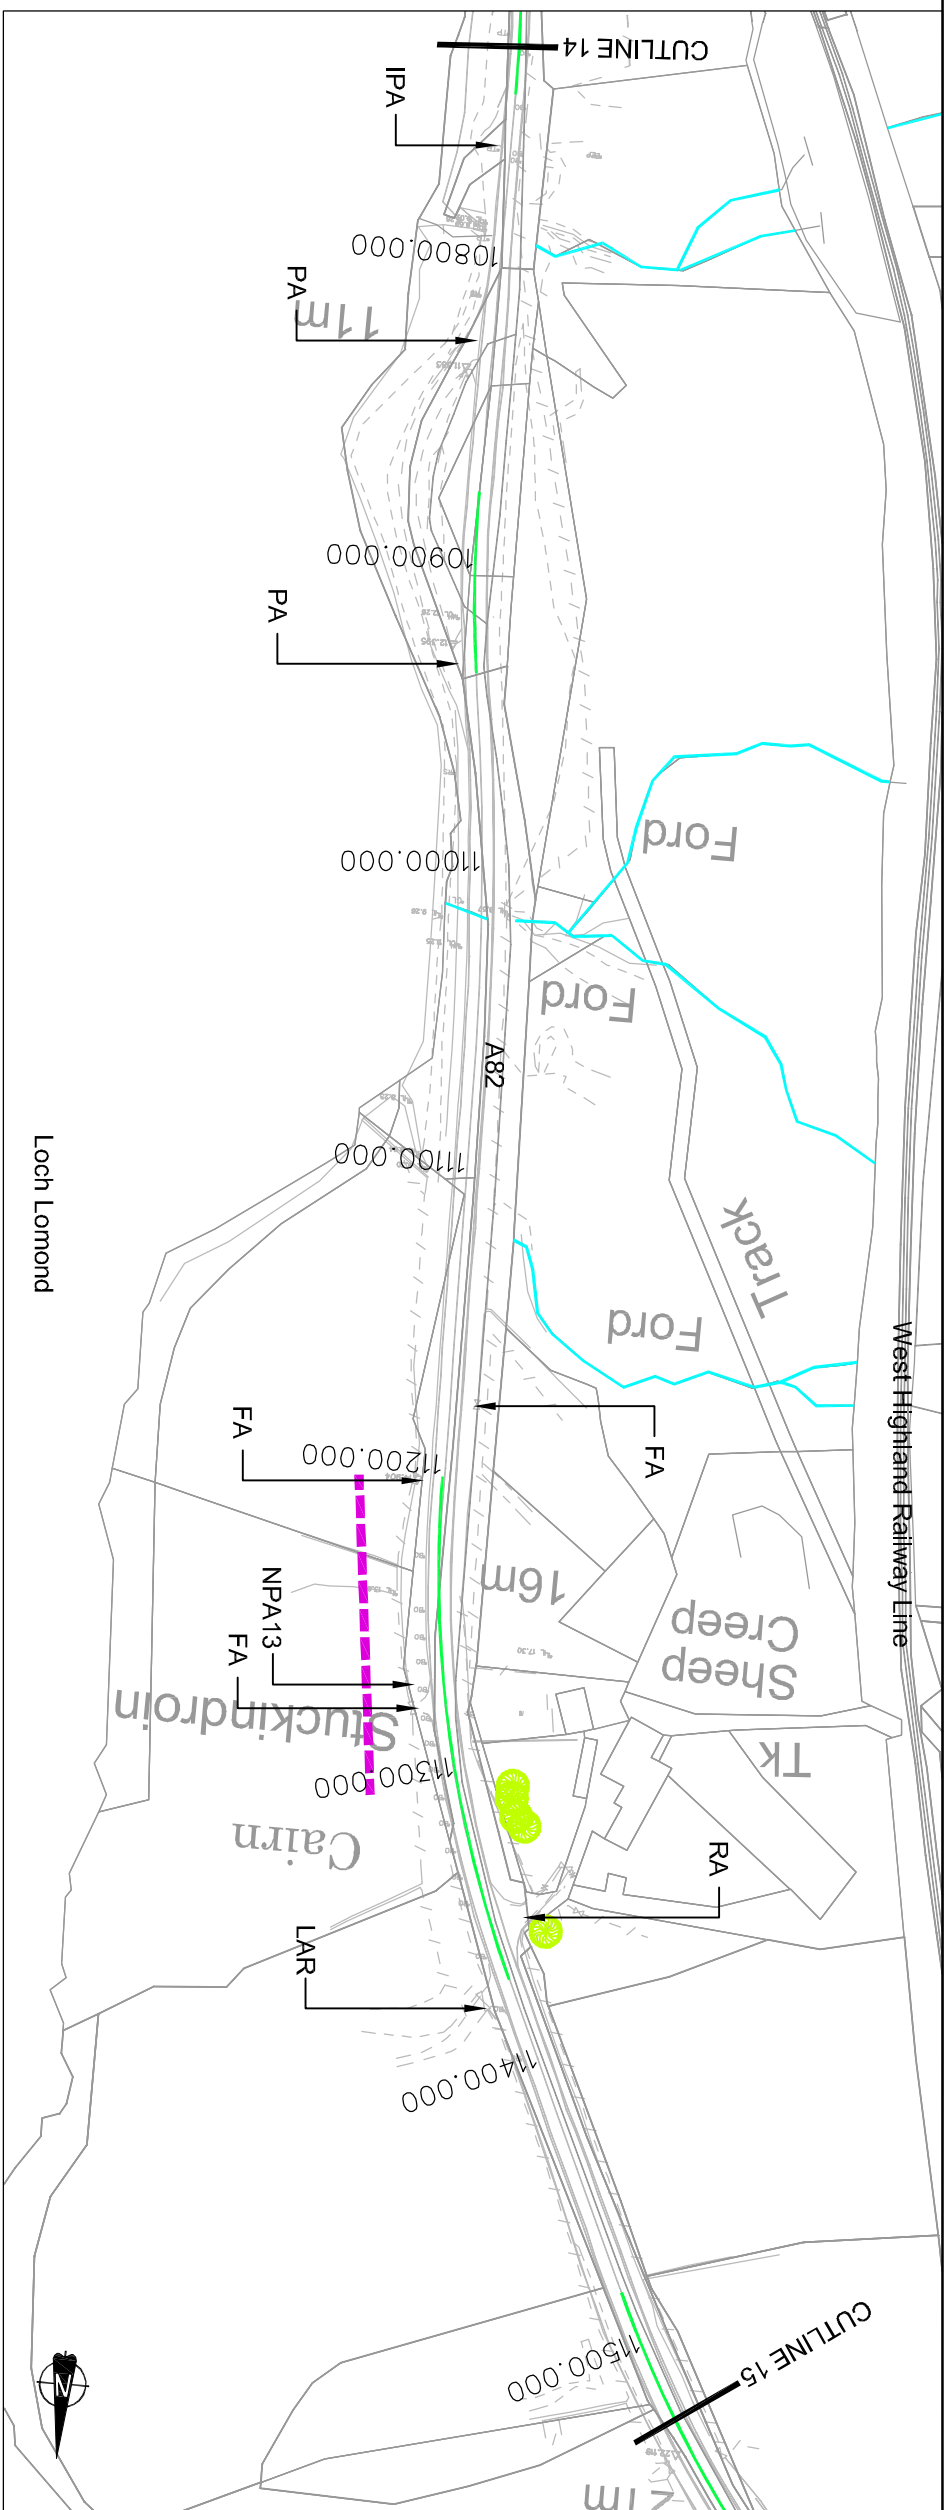 CUTLINE 14
IPA
10800.000
PA
11m
10900.000
PA
Ford
11000.000
Ford
A82
11100.000
Loch Lomond
Track
Ford
West Highland Railway Line
FA
FA
11200.000
16m
NPA13
FA
Sheep
Creep
Stuckindroin
Tk
11300.000
Cairn
RA
LAR
11400.000
CUTLINE 15
11500.000
N